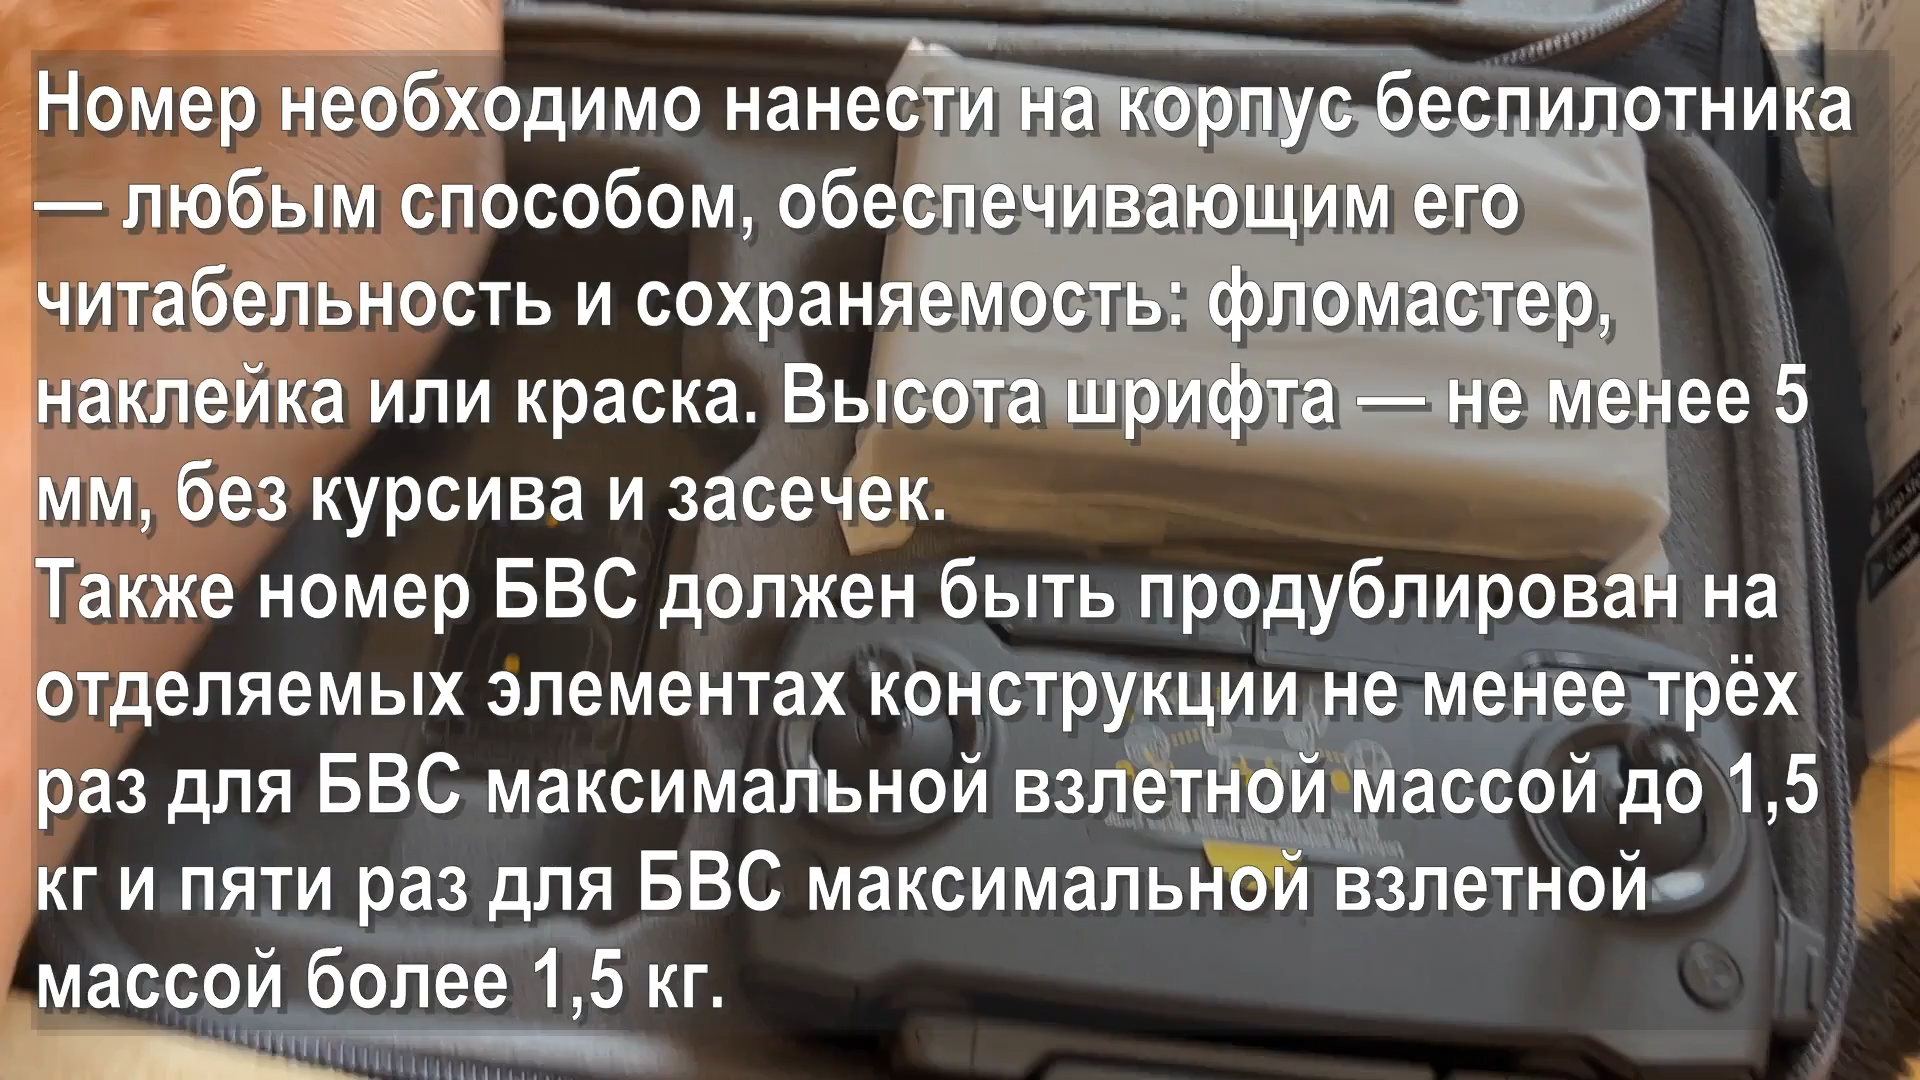 Номер необходимо нанести на корпус беспилотника
— любым способом, обеспечивающим его
читабельность и сохраняемость: фломастер,
наклейка или краска. Высота шрифта — не менее 5
мм, без курсива и засечек.
Также номер БВС должен быть продублирован на
отделяемых элементах конструкции не менее трёх
раз для БВС максимальной взлетной массой до 1,5
кг и пяти раз для БВС максимальной взлетной
массой более 1,5 кг.